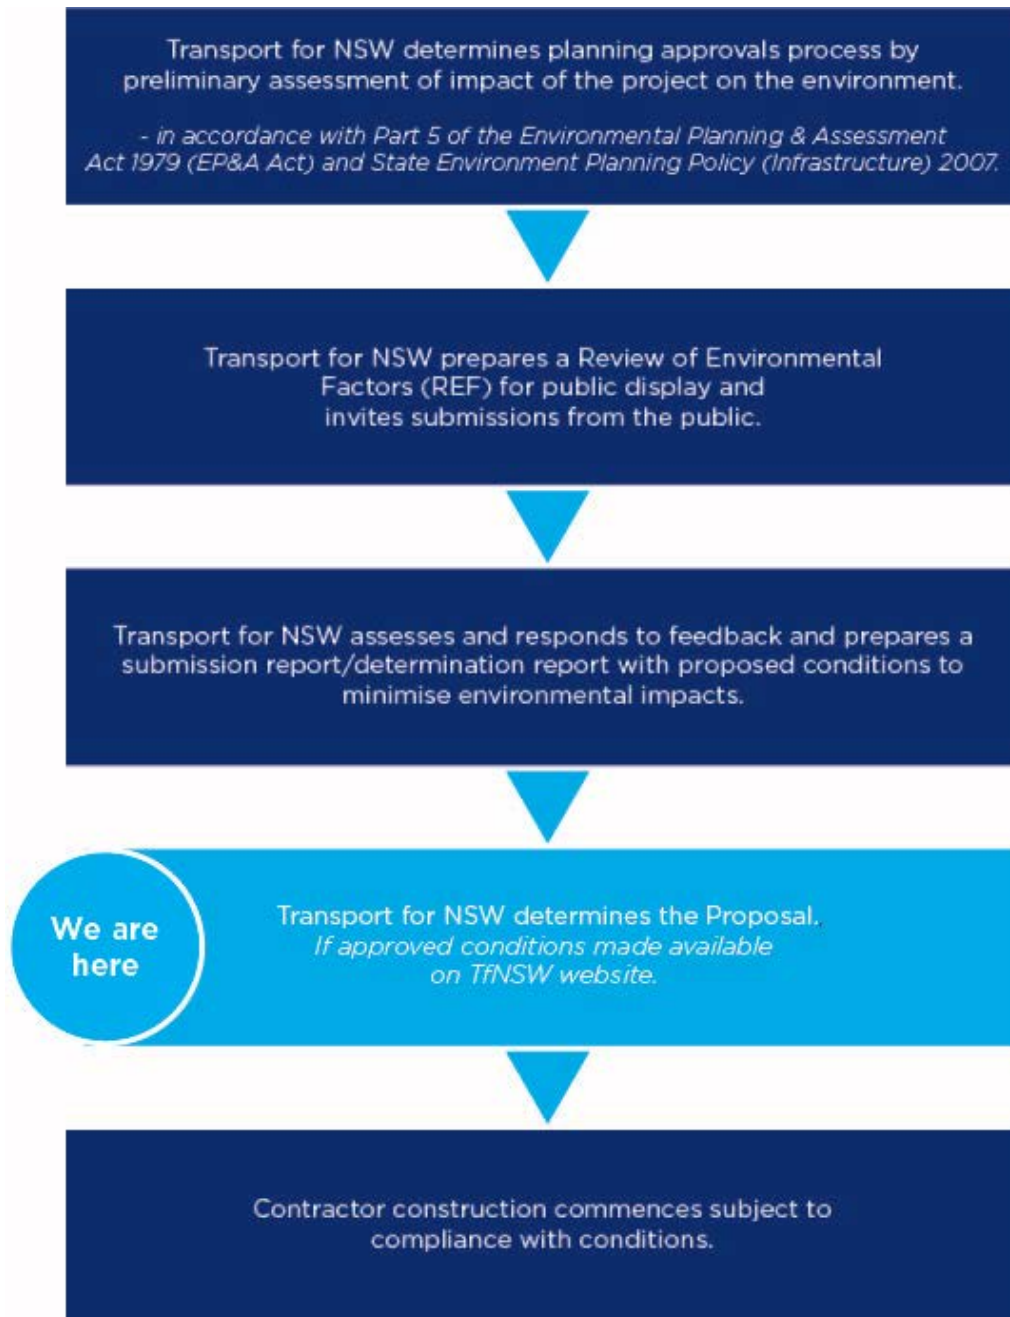 Transport for NSW determines planning approvals process by
preliminary assessment of impact of the project on the environment.
- in accordance with Part 5 of the Environmental Planning & Assessment
Act 1979 (EP&A Act) and State Environment Planning Policy (Infrastructure) 2007.
Transport for NSW prepares a Review of Environmental
Factors (REF) for public display and
invites submissions from the public.
Transport for NSW assesses and responds to feedback and prepares a
submission report/determination report with proposed conditions to
minimise environmental impacts.
We are
here
Transport for NSW determines the Proposal.
If approved conditions made available
on TfNSW website.
Contractor construction commences subject to
compliance with conditions.